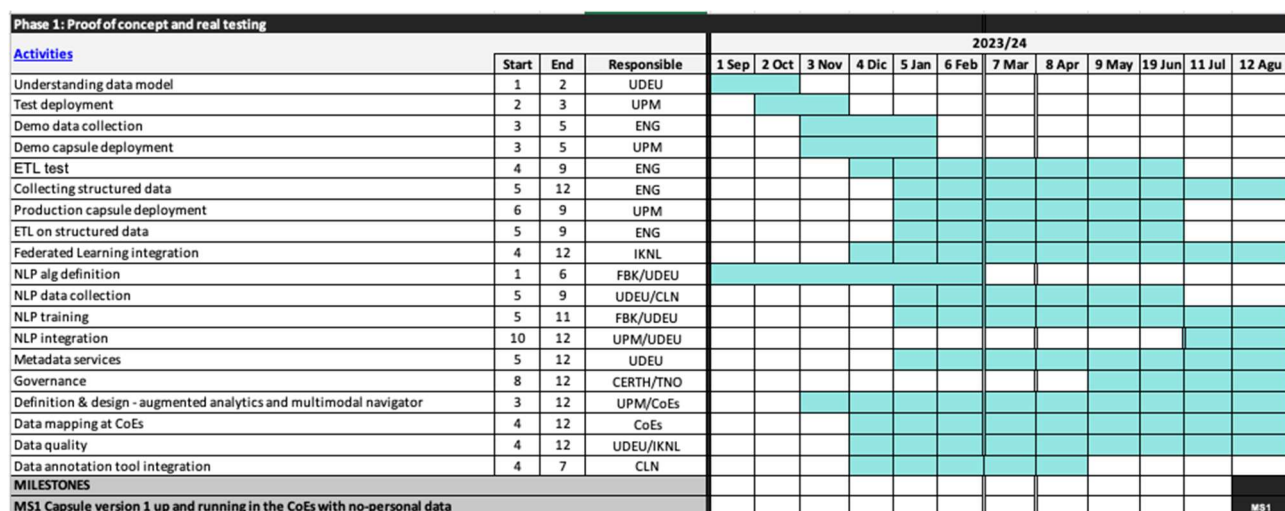 Phase 1: Proof of concept and real testing
2023/24
Activities Start End Responsible 1 Sep 2 Oct 3 Nov 4 Dic 5 Jan 6 Feb 7 Mar 8 Apr 9 May 19 Jun 11 Jul 12 Agu
Understanding data model 1 2 UDEU
Test deployment 2 3 UPM
Demo data collection 3 5 ENG
Demo capsule deployment 3 5 UPM
ETL test 4 9 ENG
Collecting structured data 5 12 ENG
Production capsule deployment 6 9 UPM
ETL on structured data 5 9 ENG
Federated Learning integration 4 12 IKNL
NLP alg definition 1 6 FBK/UDEU
NLP data collection 5 9 UDEU/CLN
NLP training 5 11 FBK/UDEU
NLP integration 10 12 UPM/UDEU
Metadata services 5 12 UDEU
Governance 8 12 CERTH/TNO
Definition & design - augmented analytics and multimodal navigator 3 12 UPM/CoEs
Data mapping at CoEs 4 12 CoEs
Data quality 4 12 UDEU/IKNL
Data annotation tool integration 4 7 CLN
MILESTONES
MS1 Capsule version 1 up and running in the CoEs with no-personal data MS1